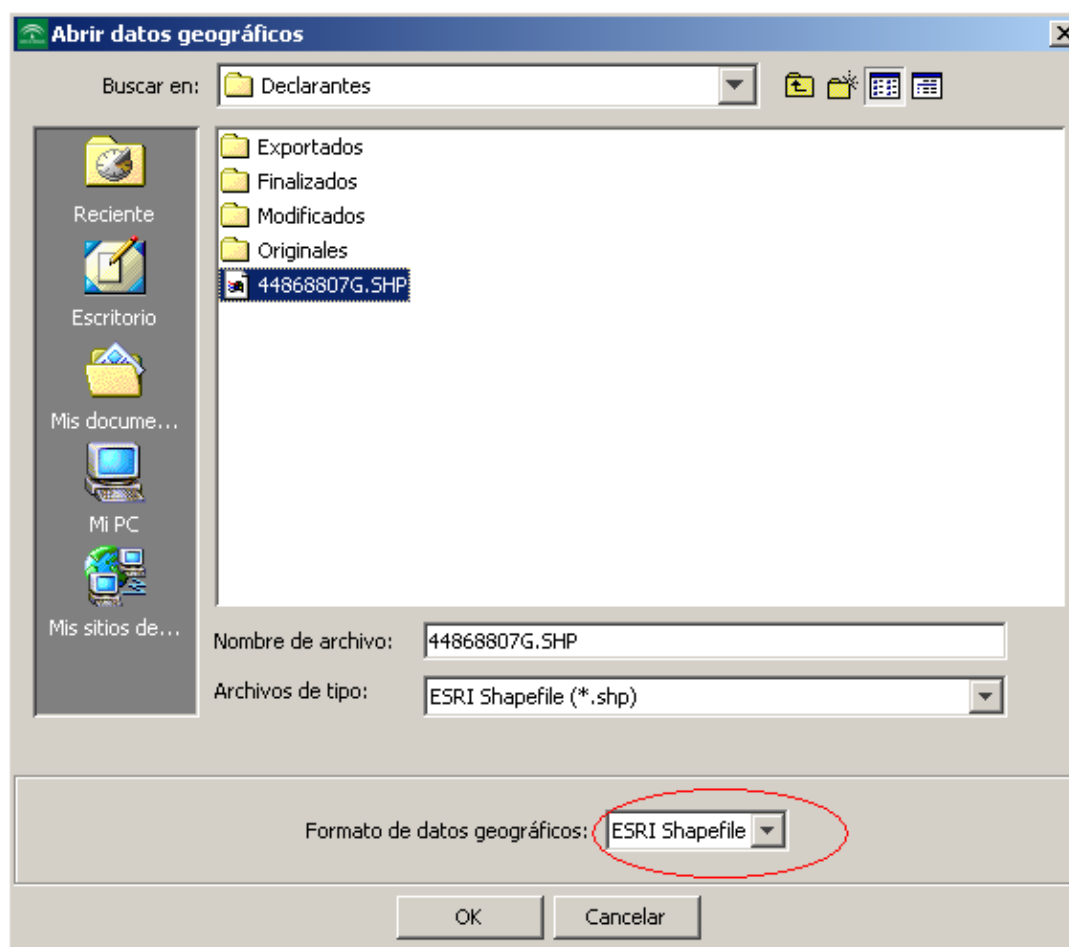 Abrir datos geográficos
Buscar en: Declarantes
Reciente
Escritorio
Mis docume...
Mi PC
Mis sitios de...
Exportados
Finalizados
Modificados
Originales
44868807G.SHP
Nombre de archivo: 44868807G.SHP
Archivos de tipo: ESRI Shapefile (*.shp)
Formato de datos geográficos: ESRI Shapefile
OK Cancelar